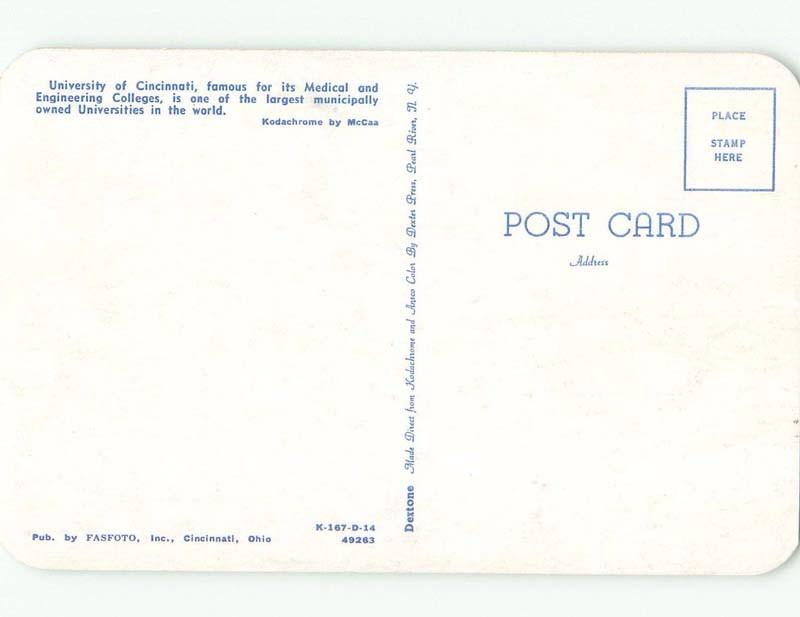 University of Cincinnati, famous for its Medical and
Engineering Colleges, is one of the largest municipally
owned Universities in the world.
Kodachrome by McCaa
K-167-D-14
Pub. by FASFOTO, Inc., Cincinnati, Ohio 49263
Dextone Made Direct from Kodachrome and Ansco Color By Dexter Press, Pearl River, N. Y.
PLACE
STAMP
HERE
POST CARD
Address